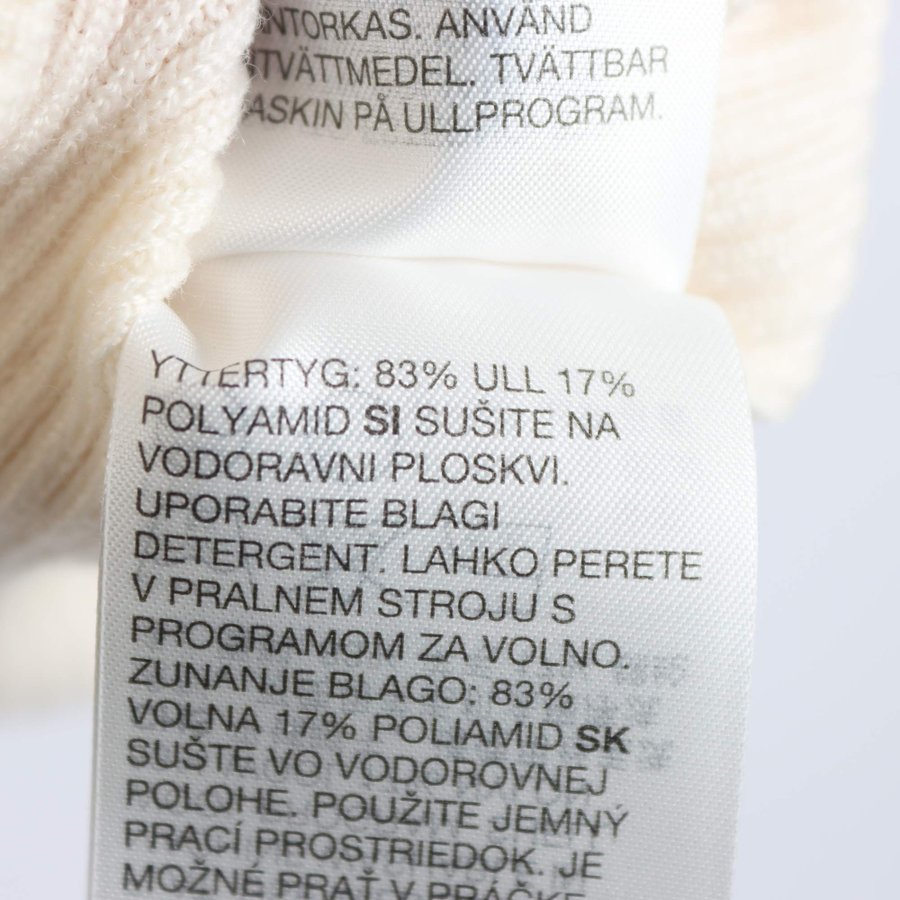 ANVÄND
TVÄTTMEDEL. TVÄTTBAR
PÅ ULLPROGRAM.
YTTERTYG: 83% ULL 17%
POLYAMID SI SUŠITE NA
VODORAVNI PLOSKVI.
UPORABITE BLAGI
DETERGENT. LAHKO PERETE
V PRALNEM STROJU S
PROGRAMOM ZA VOLNO.
ZUNANJE BLAGO: 83%
VOLNA 17% POLIAMID SK
SUŠTE VO VODOROVNEJ
POLOHE. POUŽITE JEMNÝ
PRACÍ PROSTRIEDOK. JE
MOŽNÉ PRAŤ V PRÁČKE